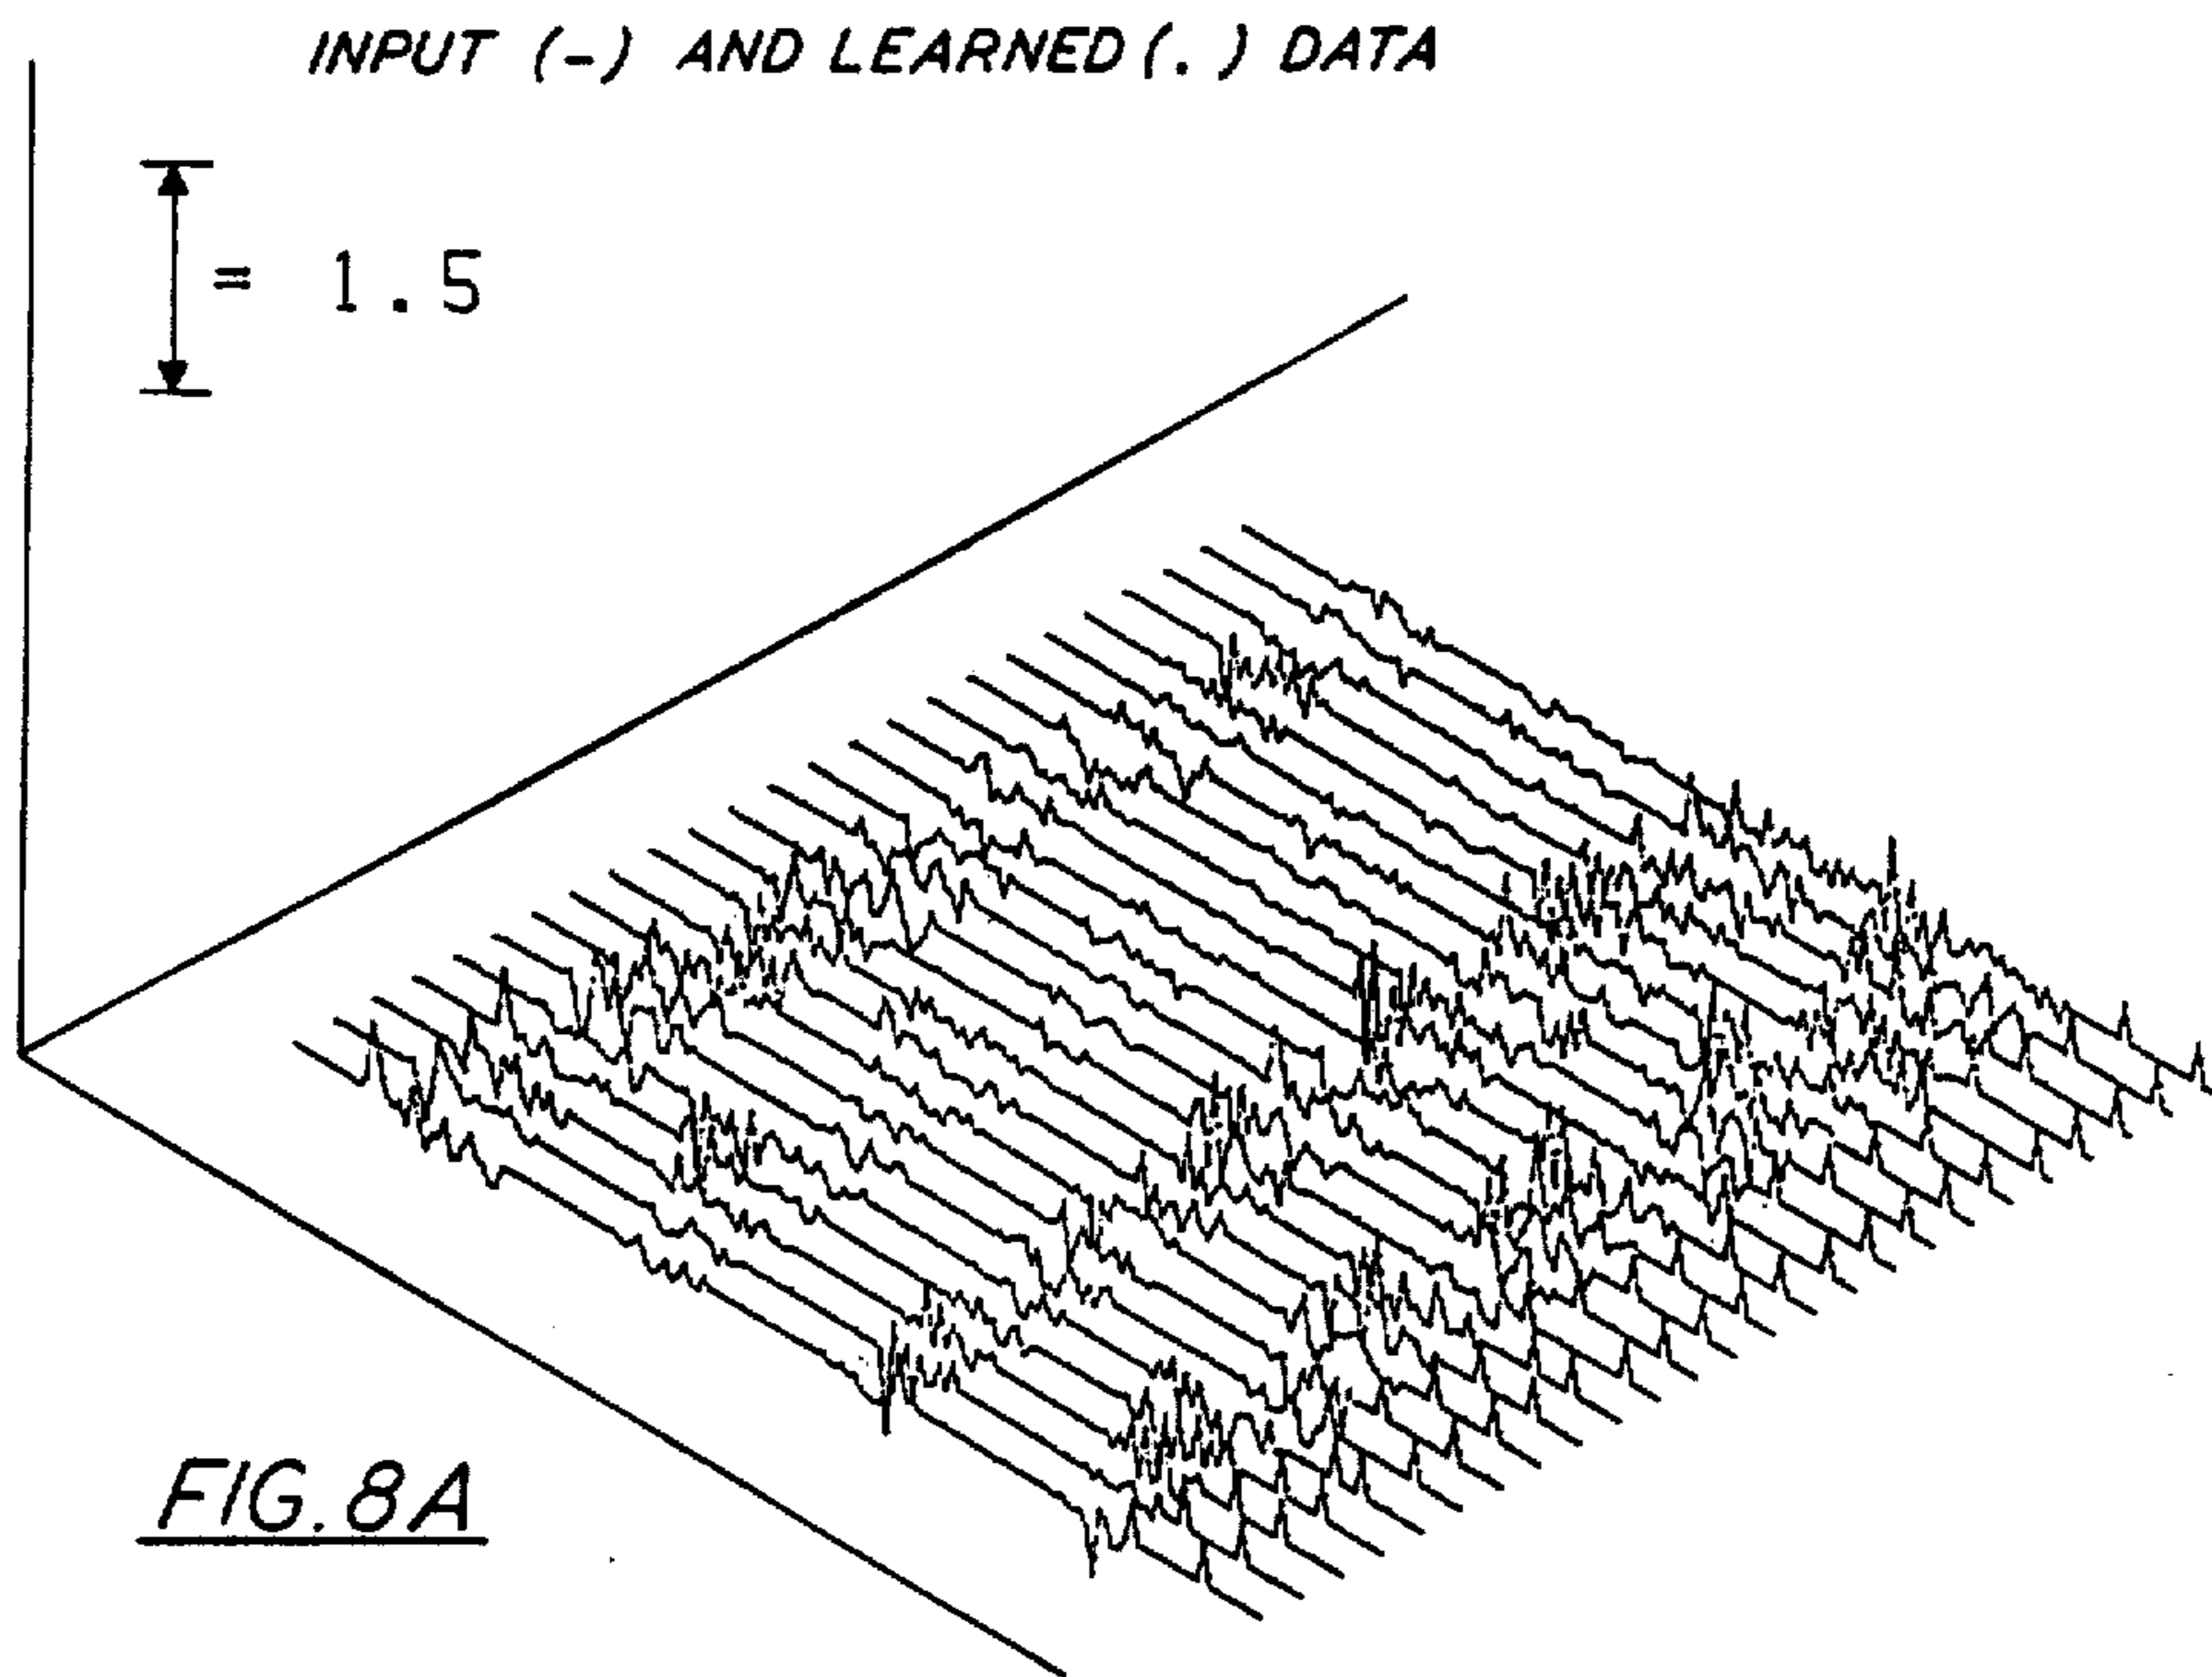 INPUT (-) AND LEARNED (.) DATA
= 1.5
FIG. 8A